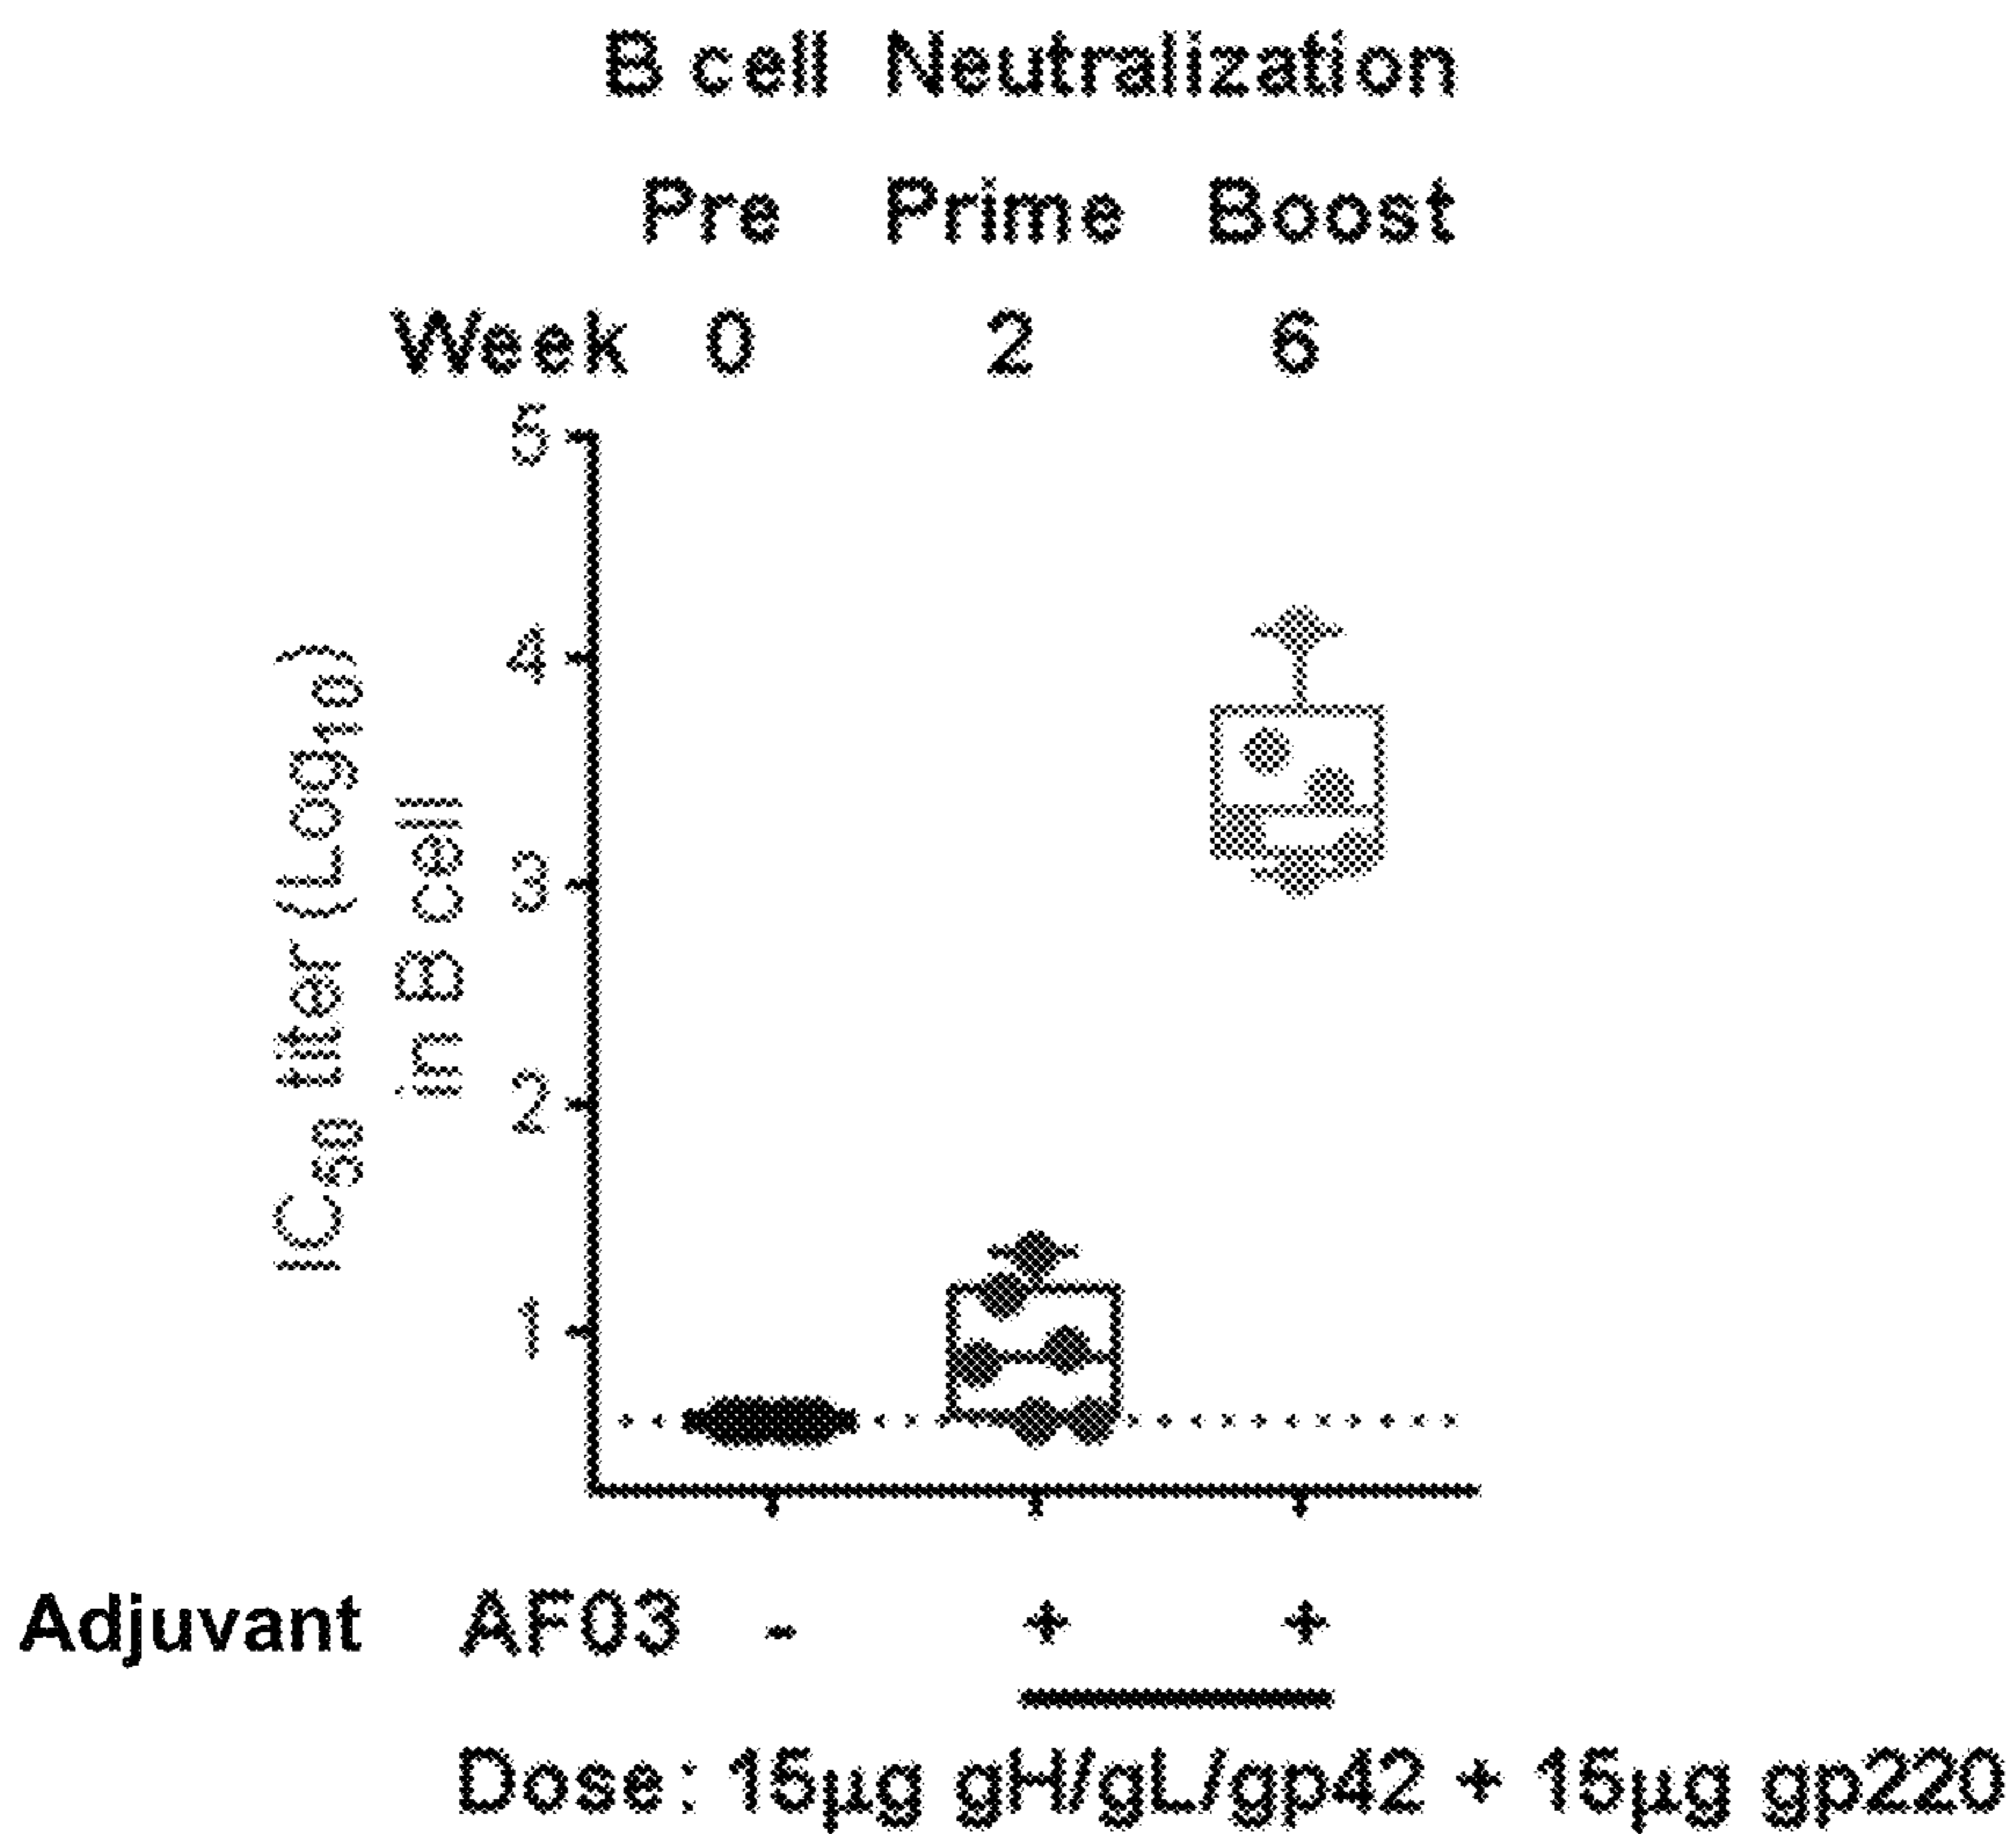 B cell Neutralization
Pre Prime Boost
Week 0 2 6
5
4
3
2
1
IC50 titer (Log10)
in B cell
Adjuvant AF03 - + +
Dose: 15µg gH/gL/gp42 + 15µg gp220